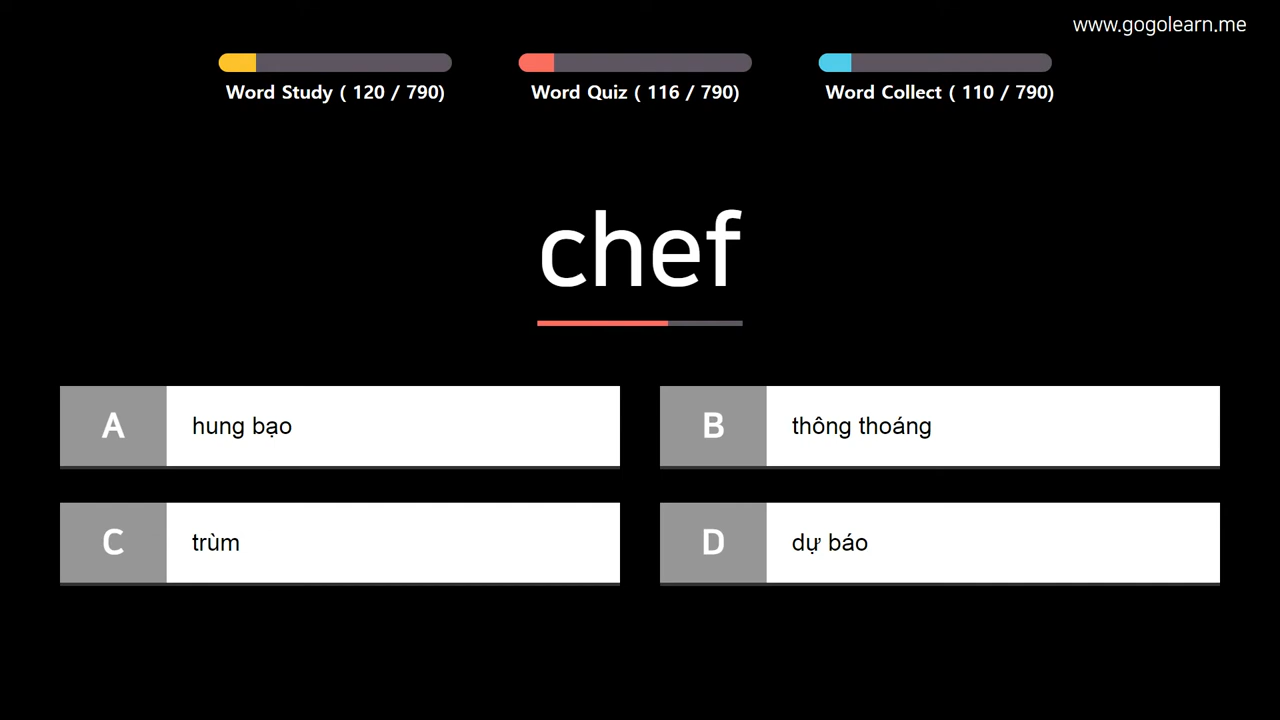 www.gogolearn.me
Word Study ( 120 / 790)
Word Quiz ( 116 / 790)
Word Collect ( 110 / 790)
chef
A hung bạo
B thông thoáng
C trùm
D dự báo